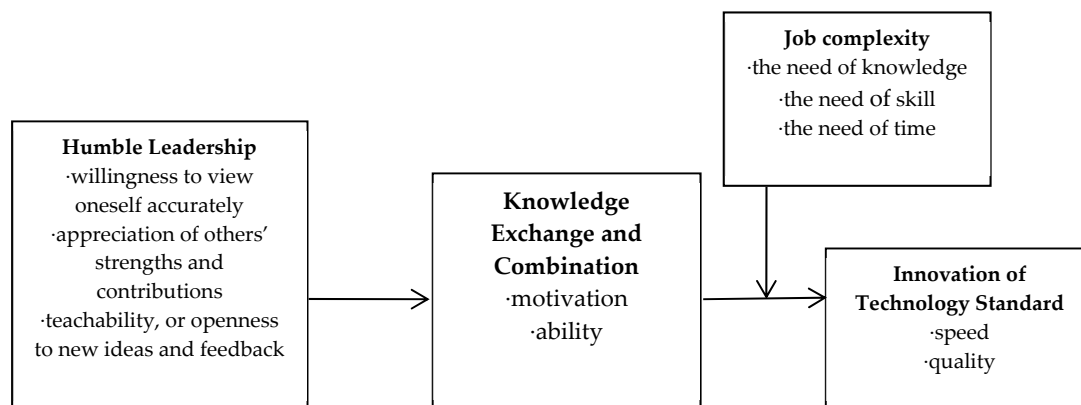 Job complexity
·the need of knowledge
·the need of skill
·the need of time
Humble Leadership
·willingness to view
oneself accurately
·appreciation of others’
strengths and
contributions
·teachability, or openness
to new ideas and feedback
Knowledge
Exchange and
Combination
·motivation
·ability
Innovation of
Technology Standard
·speed
·quality